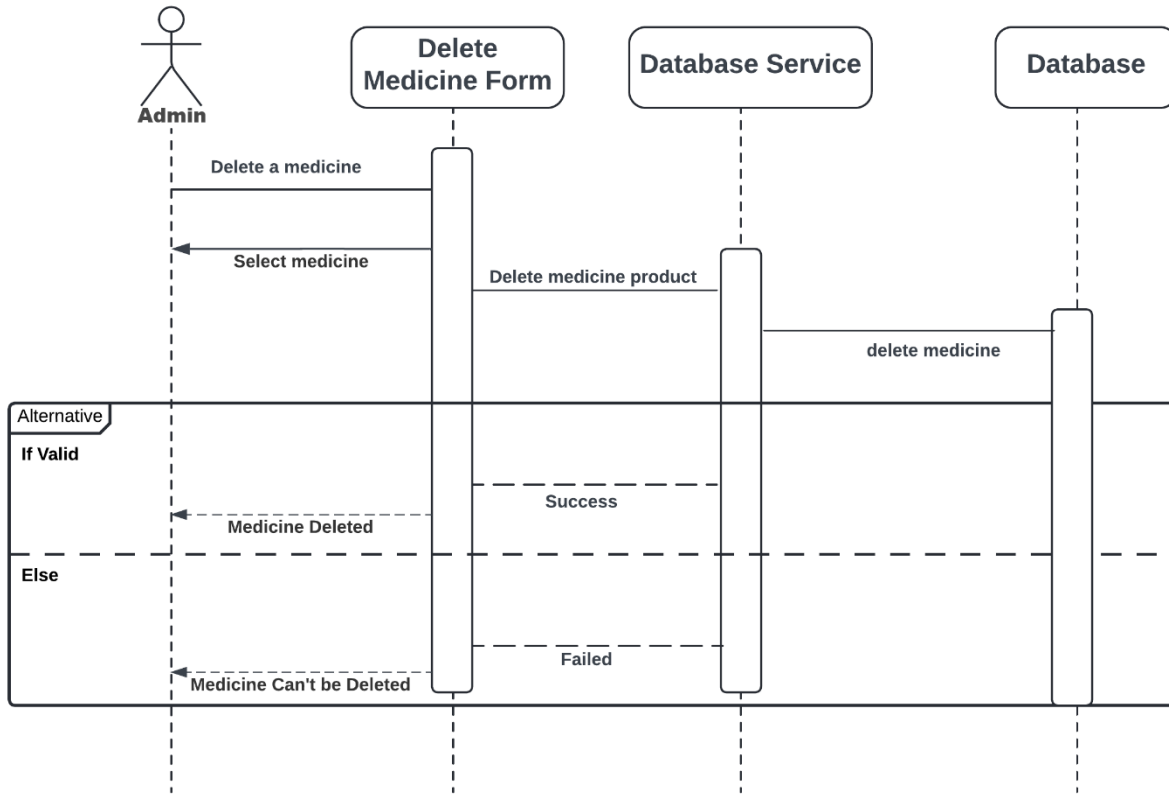 Delete
Medicine Form
Database Service
Database
Admin
Delete a medicine
Select medicine
Delete medicine product
delete medicine
Alternative
If Valid
Success
Medicine Deleted
Else
Failed
Medicine Can't be Deleted